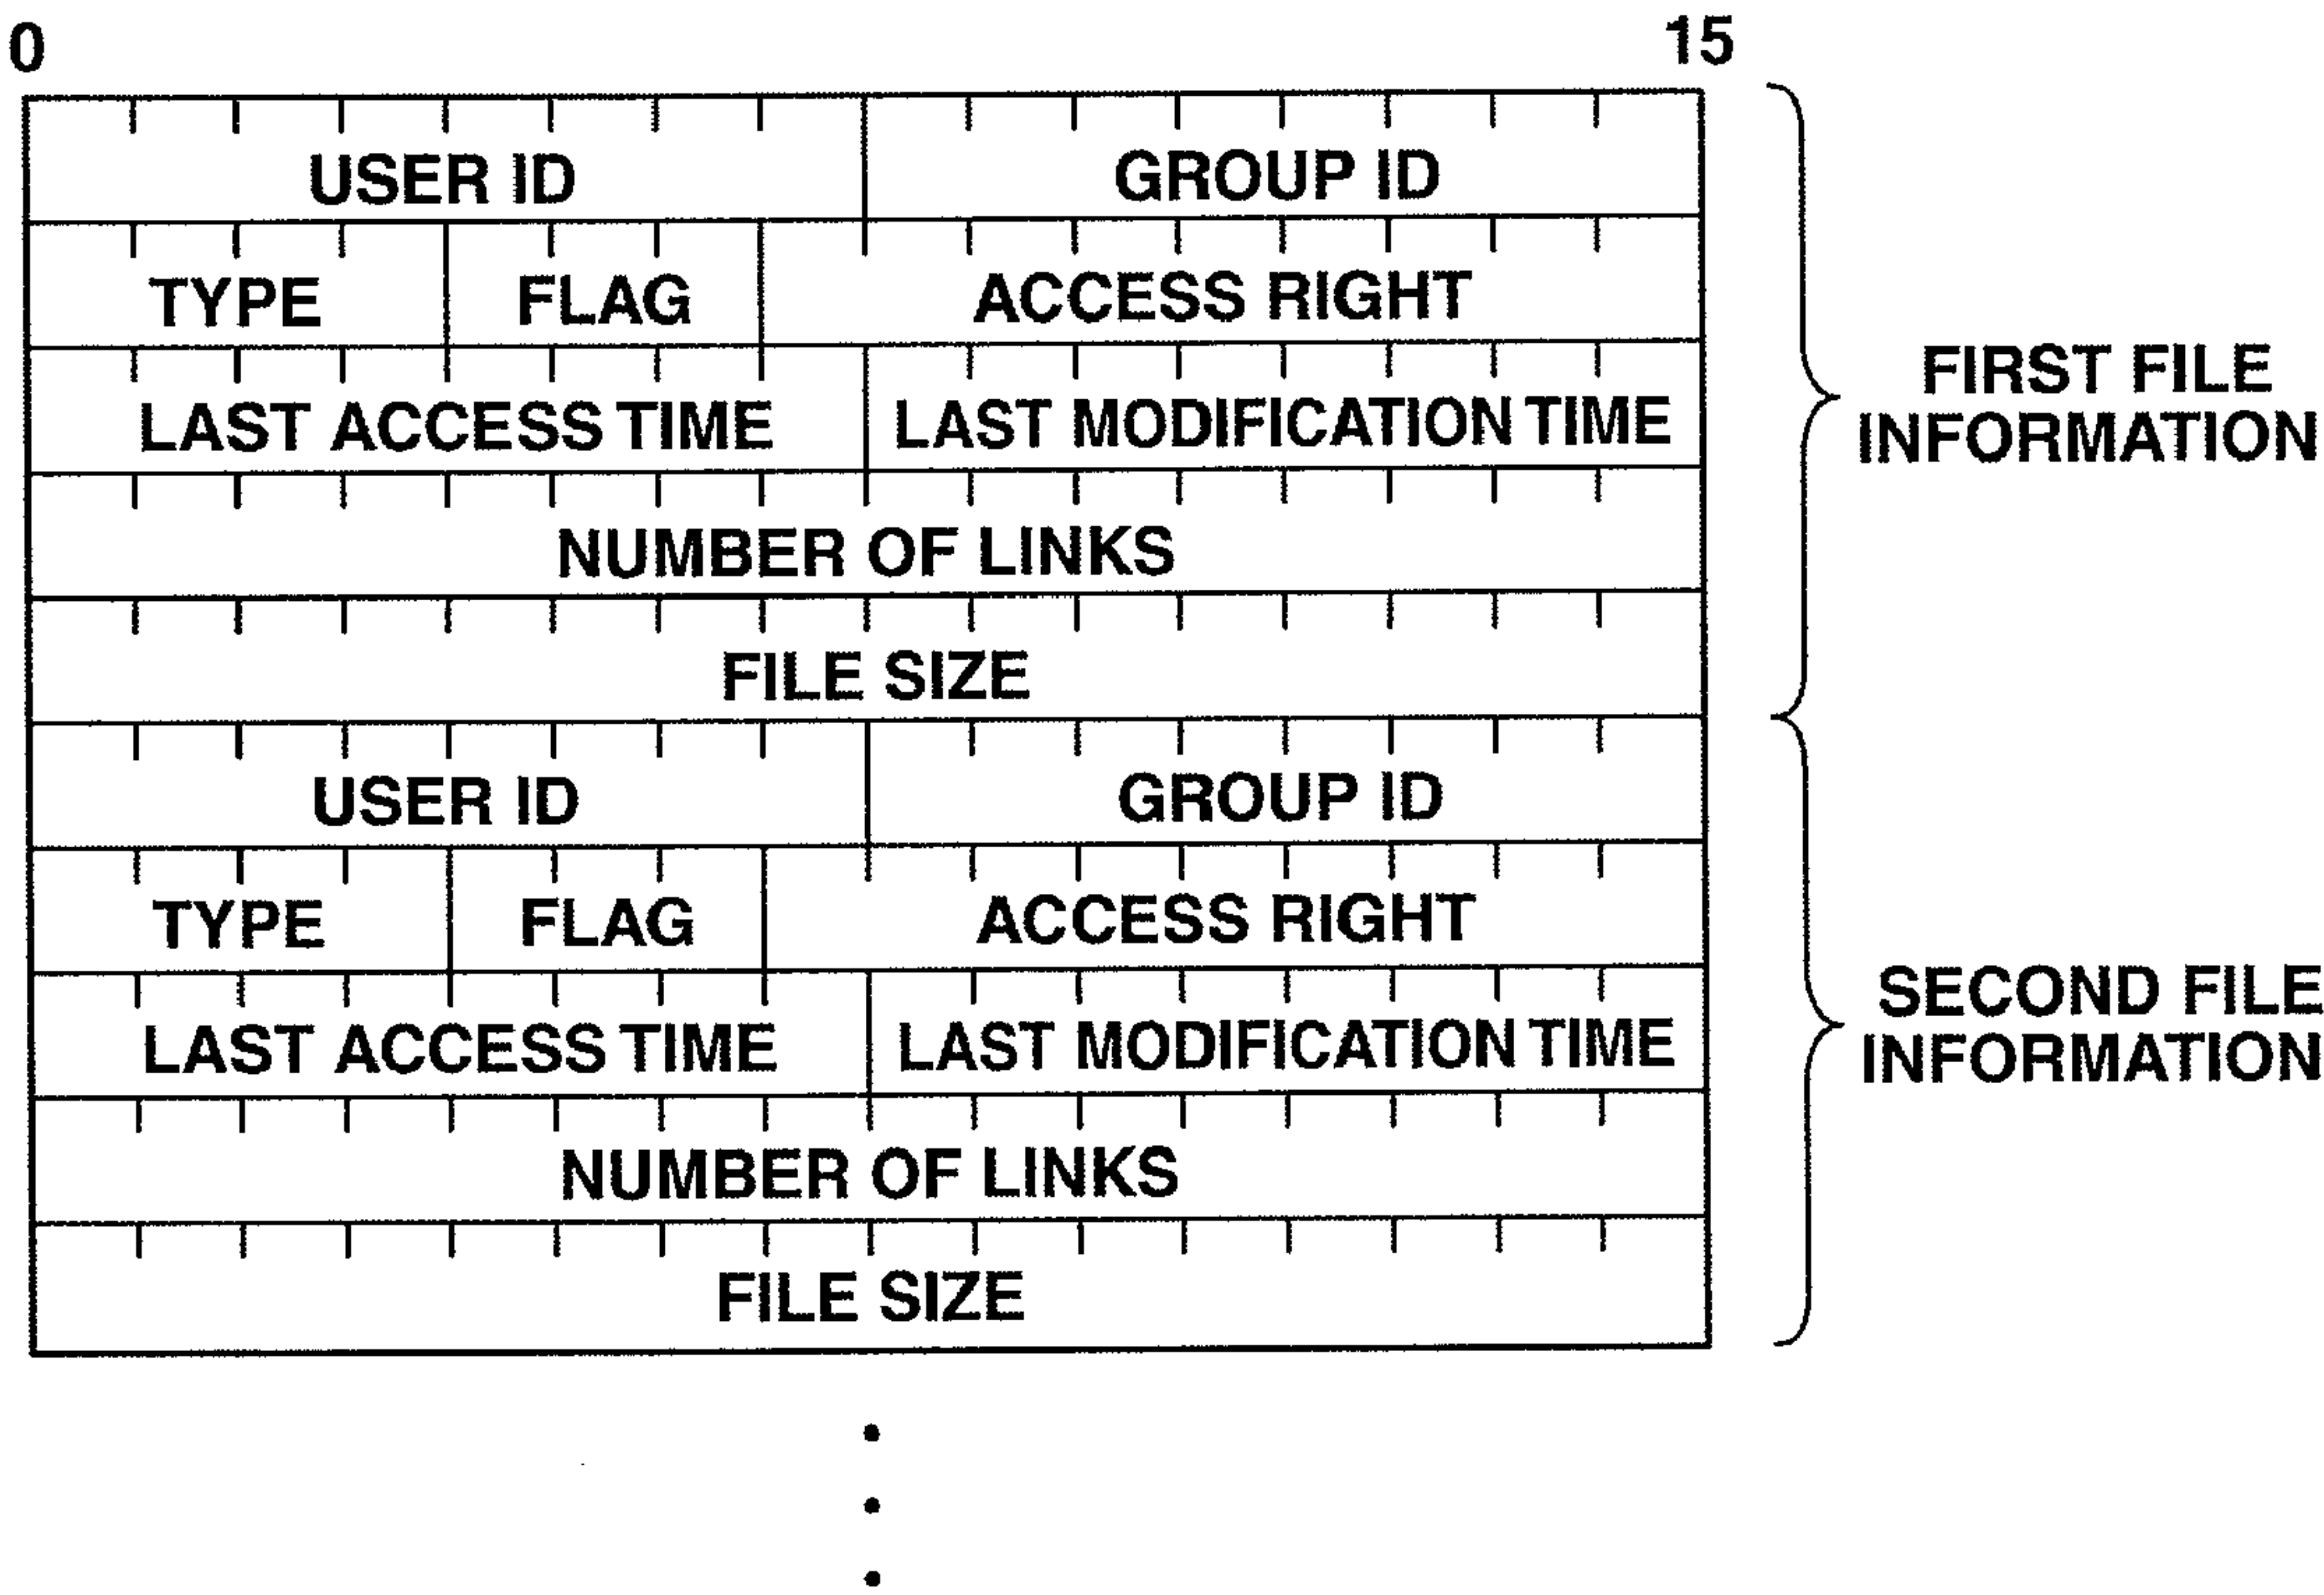 0 15
USER ID GROUP ID
TYPE FLAG ACCESS RIGHT
LAST ACCESS TIME LAST MODIFICATION TIME
NUMBER OF LINKS
FILE SIZE
FIRST FILE
INFORMATION
USER ID GROUP ID
TYPE FLAG ACCESS RIGHT
LAST ACCESS TIME LAST MODIFICATION TIME
NUMBER OF LINKS
FILE SIZE
SECOND FILE
INFORMATION